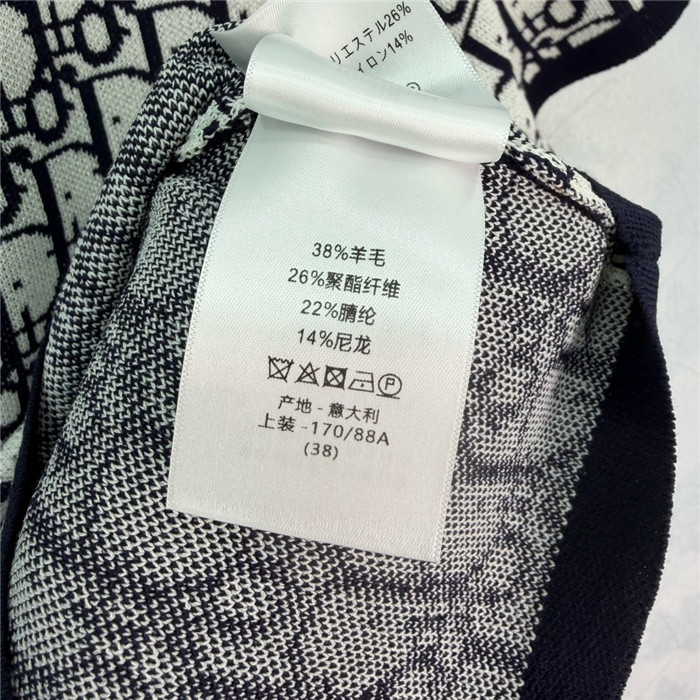 リエステル26%
イロン14%
38%羊毛
26%聚酯纤维
22%腈纶
14%尼龙
P
产地 - 意大利
上装 -170/88A
(38)